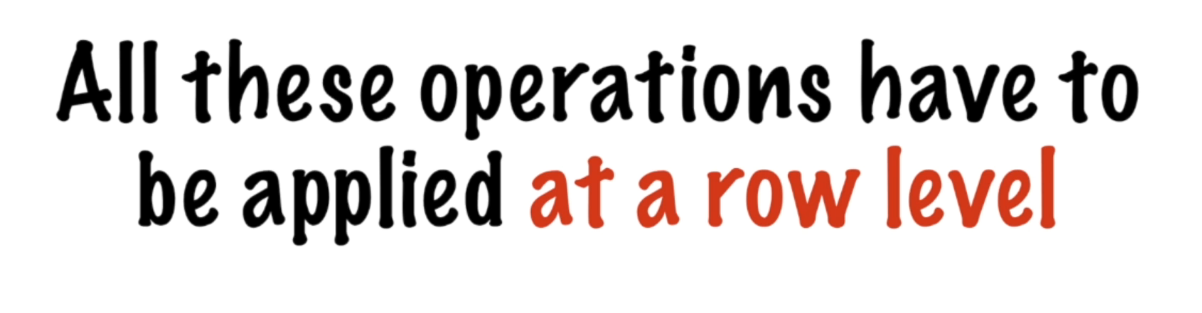 All these operations have to
be applied at a row level